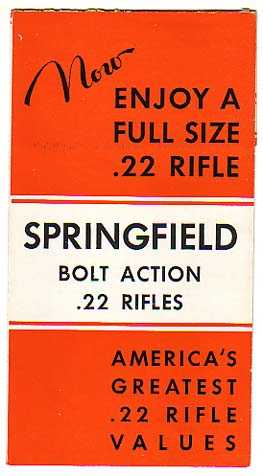 Now
ENJOY A
FULL SIZE
.22 RIFLE
SPRINGFIELD
BOLT ACTION
.22 RIFLES
AMERICA'S
GREATEST
.22 RIFLE
VALUES